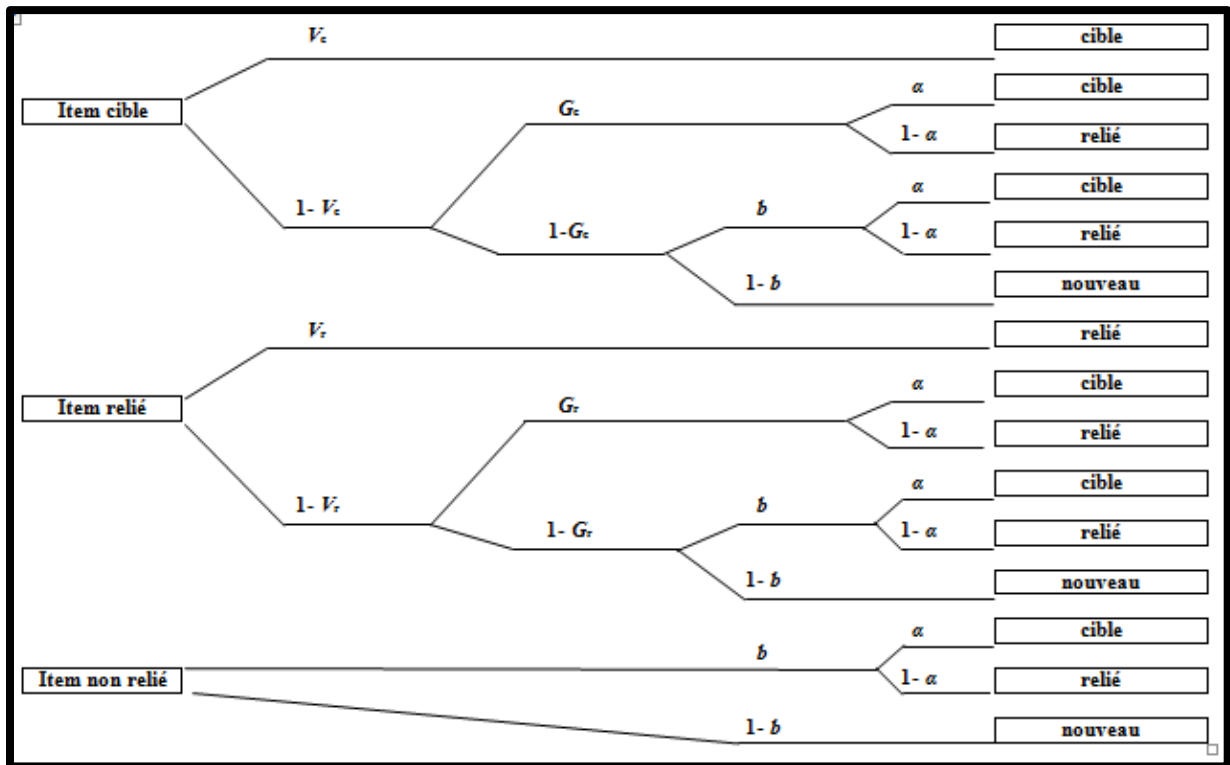 Vc
cible
α
cible
Item cible
Gc
1- α
relié
α
cible
1- Vc
1-Gc
b
1- α
relié
1- b
nouveau
Vr
relié
α
cible
Item relié
Gr
1- α
relié
α
cible
1- Vr
1- Gr
b
1- α
relié
1- b
nouveau
α
cible
b
Item non relié
1- α
relié
1- b
nouveau